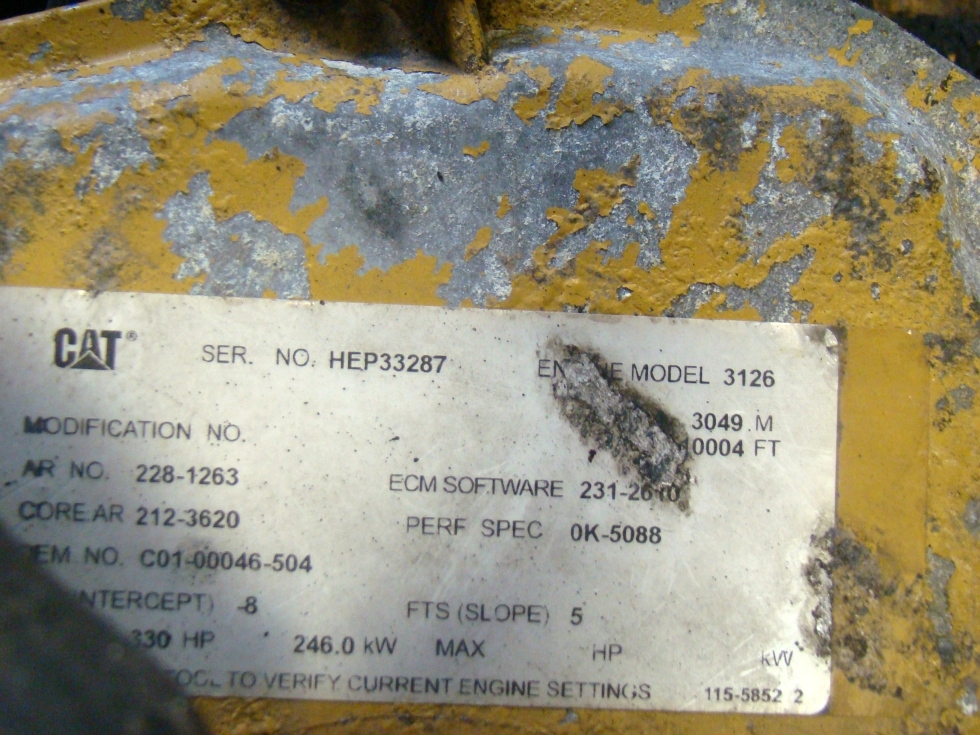 CAT® SER. NO. HEP33287 MODEL 3126
3049 M
MODIFICATION NO. 10004 FT
AR NO. 228-1263 ECM SOFTWARE
CORE AR 212-3620 PERF SPEC 0K-5088
NO. C01-00046-504
INTERCEPT) -8 FTS (SLOPE) 5
330 HP 246.0 kW MAX HP kW
TO VERIFY CURRENT ENGINE SETTINGS 115-5852 2